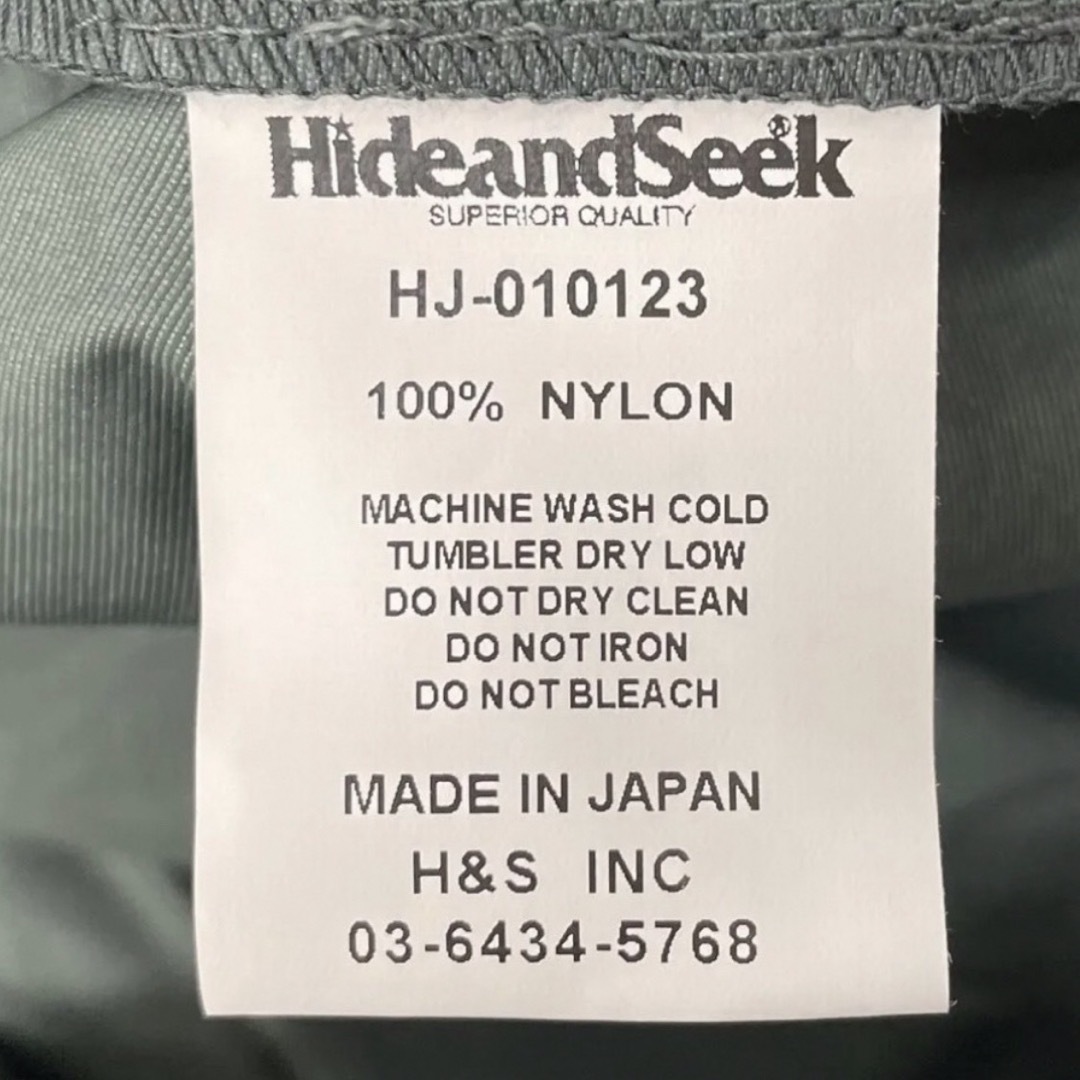 HideandSeek
SUPERIOR QUALITY
HJ-010123
100% NYLON
MACHINE WASH COLD
TUMBLER DRY LOW
DO NOT DRY CLEAN
DO NOT IRON
DO NOT BLEACH
MADE IN JAPAN
H&S INC
03-6434-5768